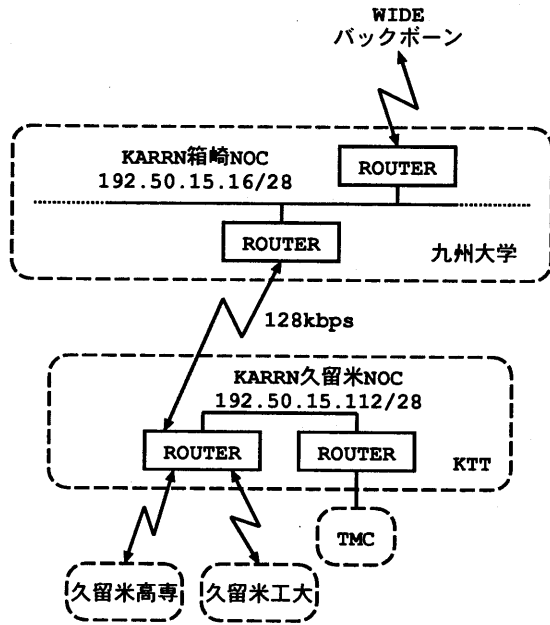 WIDE
バックボーン
KARRN箱崎NOC
192.50.15.16/28
ROUTER
ROUTER
九州大学
128kbps
KARRN久留米NOC
192.50.15.112/28
ROUTER
ROUTER
KTT
TMC
久留米高専
久留米工大